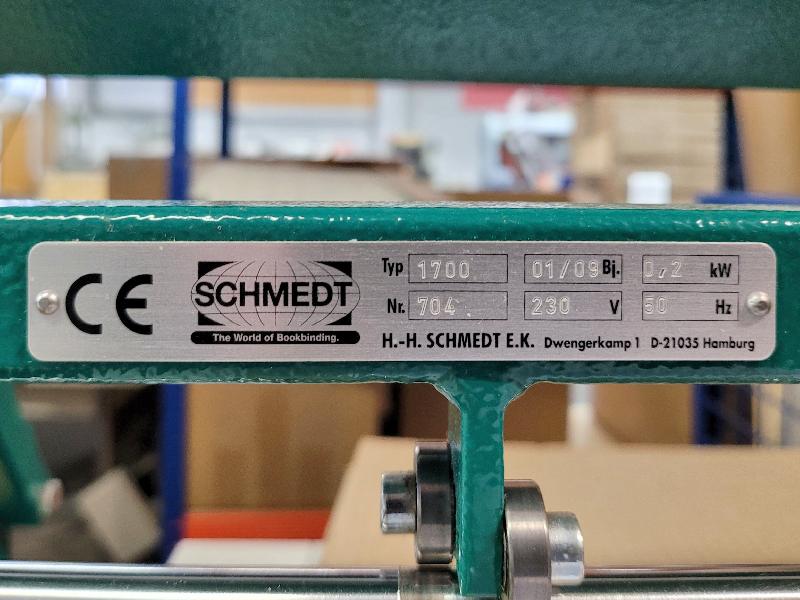 CE
SCHMEDT
The World of Bookbinding.
Typ 1700 01/09 Bj. 0,2 kW
Nr. 704 230 V 50 Hz
H.-H. SCHMEDT E.K. Dwengerkamp 1 D-21035 Hamburg